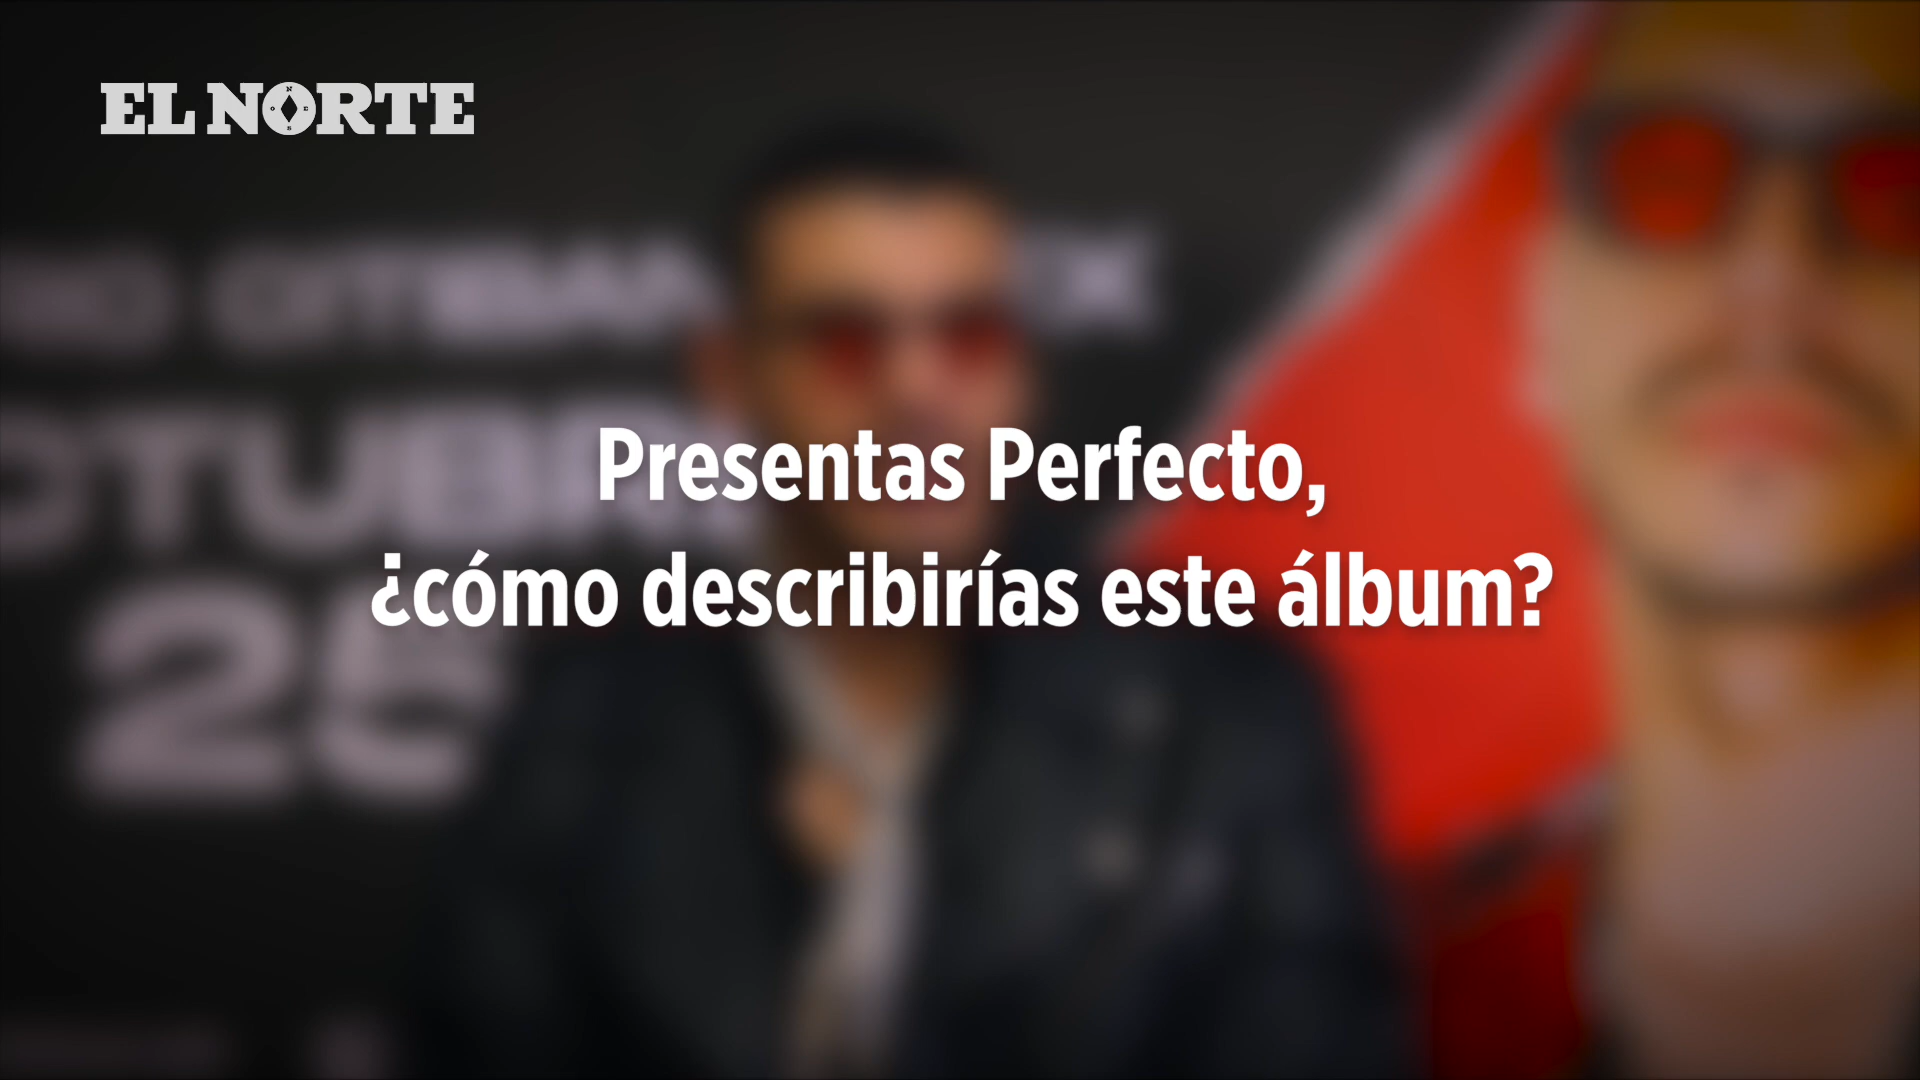 EL NORTE
Presentas Perfecto,
¿cómo describirías este álbum?